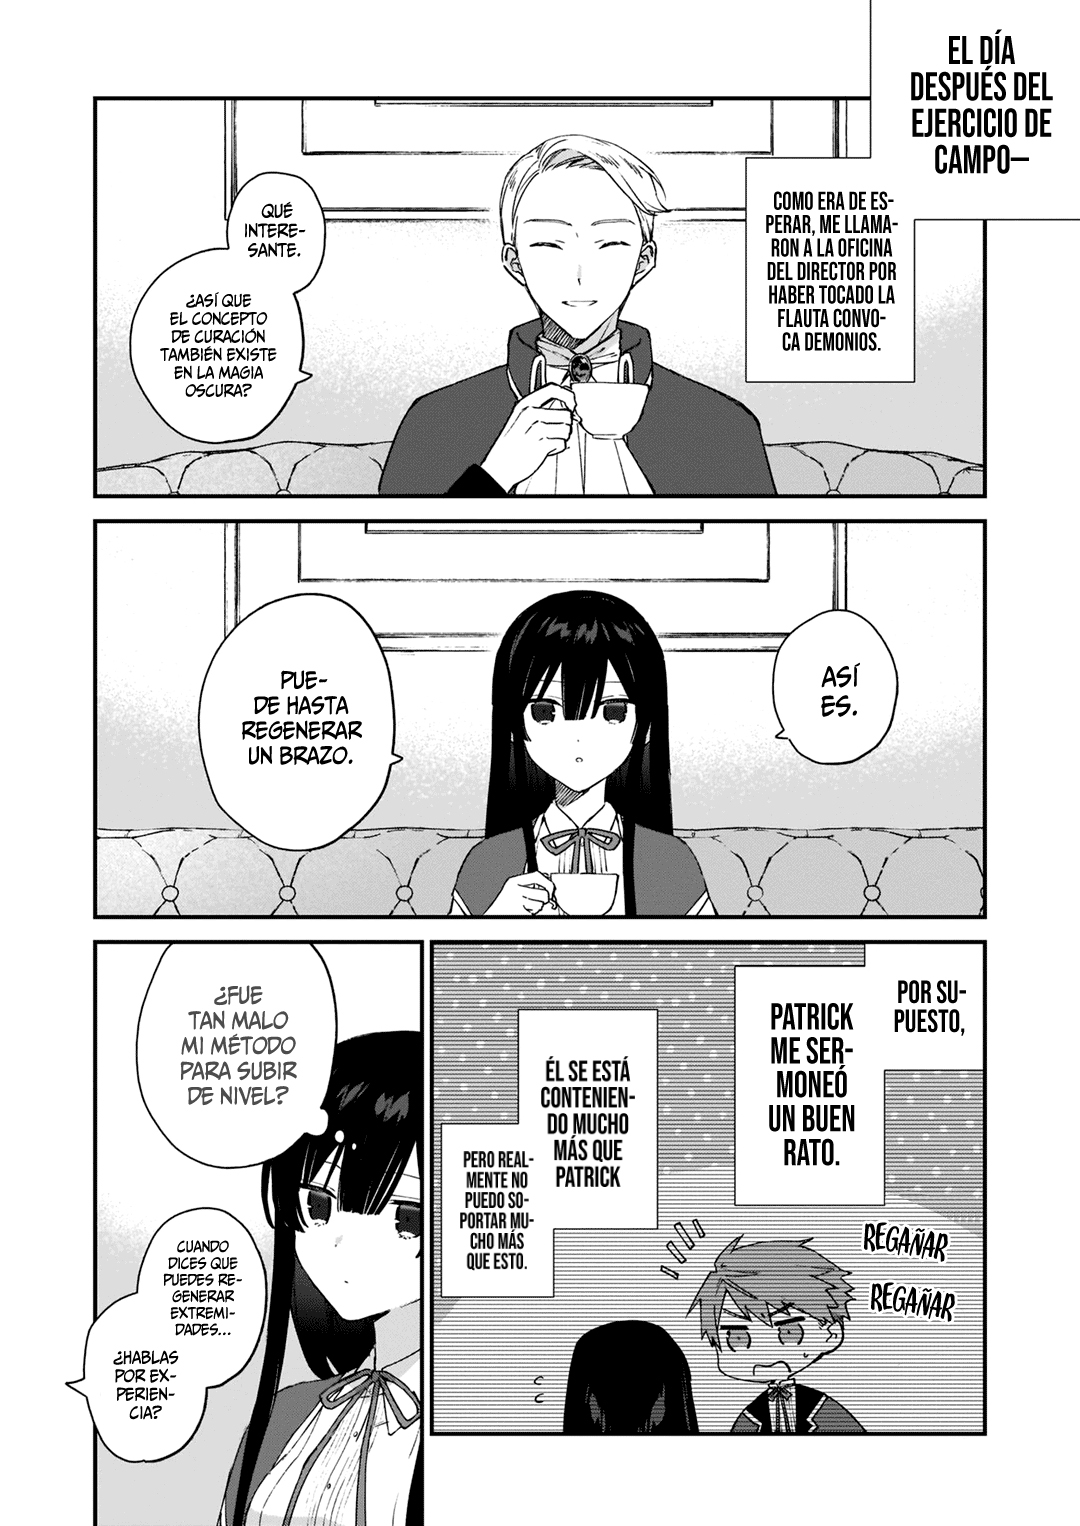 EL DÍA
DESPUÉS DEL
EJERCICIO DE
CAMPO—
COMO ERA DE ES-
PERAR, ME LLAMA-
RON A LA OFICINA
DEL DIRECTOR POR
HABER TOCADO LA
FLAUTA CONVO-
CA DEMONIOS.
QUÉ
INTERE-
SANTE.
¿ASÍ QUE
EL CONCEPTO
DE CURACIÓN
TAMBIÉN EXISTE
EN LA MAGIA
OSCURA?
ASÍ
ES.
PUE-
DE HASTA
REGENERAR
UN BRAZO.
POR SU-
PUESTO,
PATRICK
ME SER-
MONEÓ
UN BUEN
RATO.
ÉL SE ESTÁ
CONTENIEN-
DO MUCHO
MÁS QUE
PATRICK
PERO REAL-
MENTE NO
PUEDO SO-
PORTAR MU-
CHO MÁS
QUE ESTO.
REGAÑAR
REGAÑAR
¿FUE
TAN MALO
MI MÉTODO
PARA SUBIR
DE NIVEL?
CUANDO
DICES QUE
PUEDES RE-
GENERAR
EXTREMI-
DADES...
¿HABLAS
POR EX-
PERIEN-
CIA?